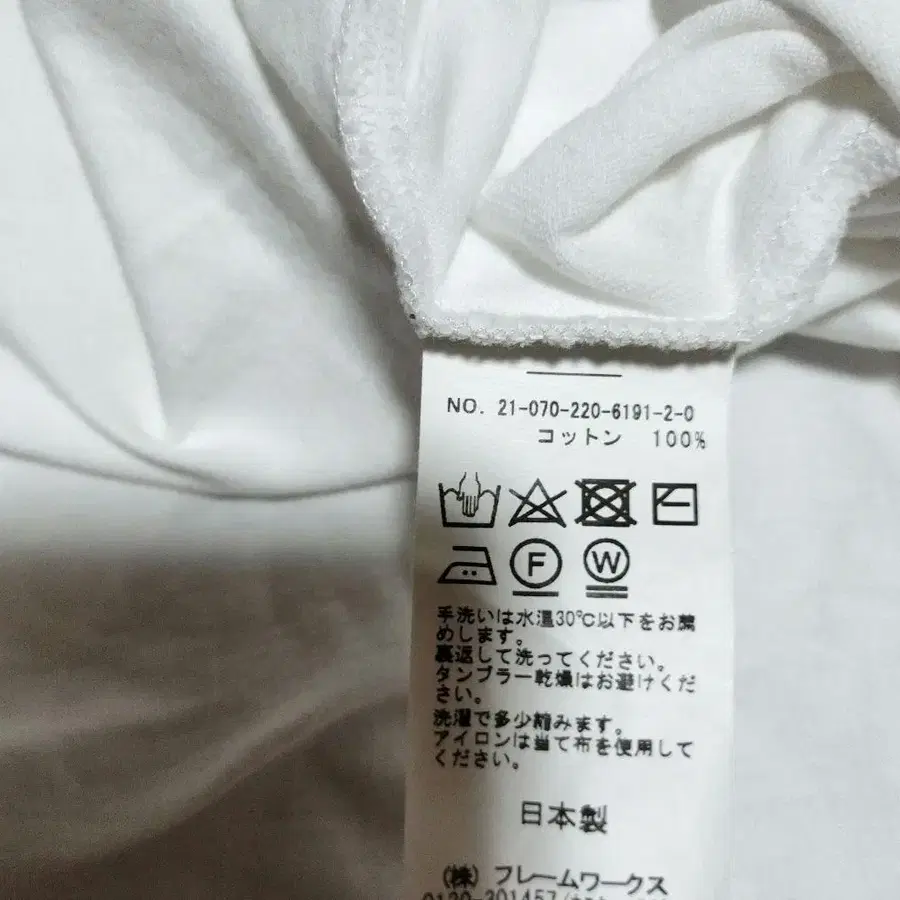 NO. 21-070-220-6191-2-0
コットン 100%
F W
手洗いは水温30℃以下をお薦
めします。
裏返して洗ってください。
タンブラー乾燥はお避けくだ
さい。
洗濯で多少縮みます。
アイロンは当て布を使用して
ください。
日本製
(株) フレームワークス
0120-301457